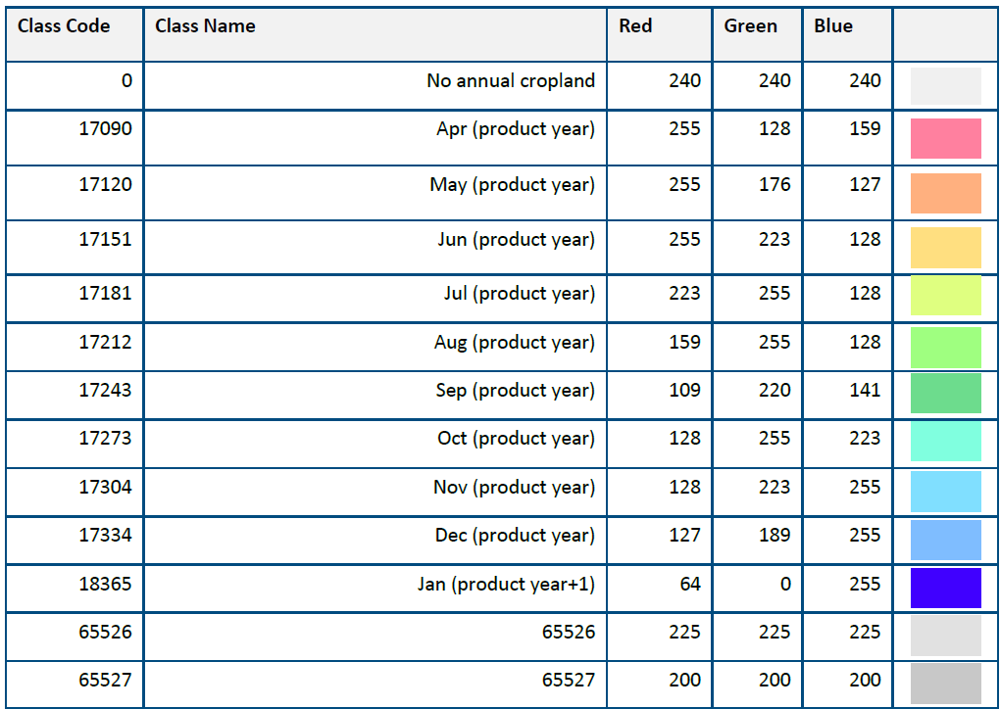 Class Code Class Name Red Green Blue
0 No annual cropland 240 240 240
17090 Apr (product year) 255 128 159
17120 May (product year) 255 176 127
17151 Jun (product year) 255 223 128
17181 Jul (product year) 223 255 128
17212 Aug (product year) 159 255 128
17243 Sep (product year) 109 220 141
17273 Oct (product year) 128 255 223
17304 Nov (product year) 128 223 255
17334 Dec (product year) 127 189 255
18365 Jan (product year+1) 64 0 255
65526 65526 225 225 225
65527 65527 200 200 200